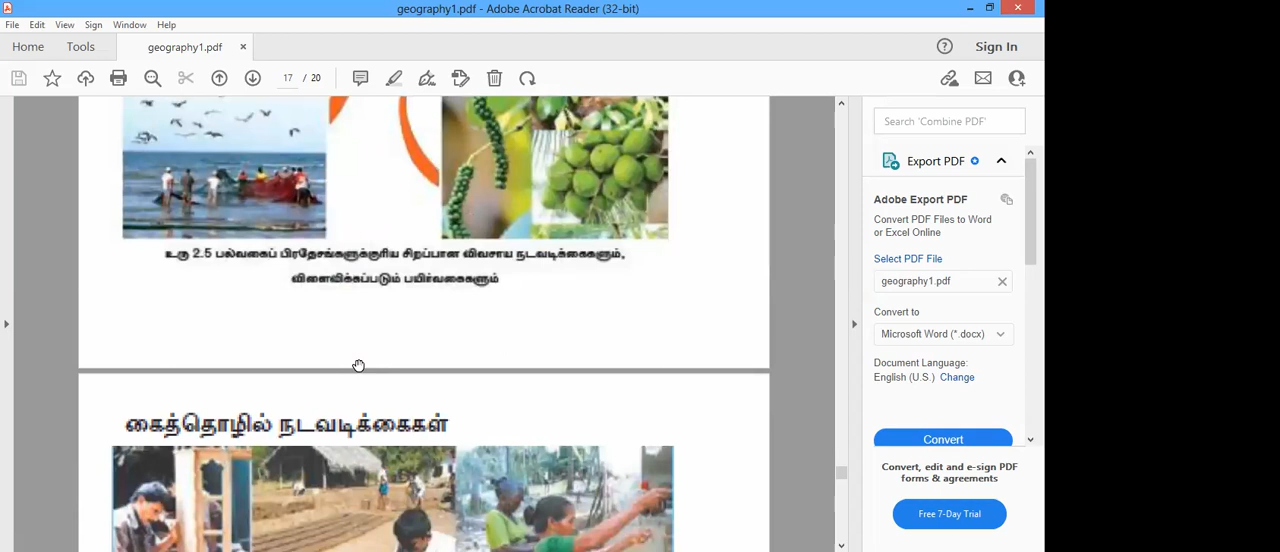 geography1.pdf - Adobe Acrobat Reader (32-bit)
File Edit View Sign Window Help
Home Tools geography1.pdf × Sign In
17 / 20
Search 'Combine PDF'
Export PDF
Adobe Export PDF
Convert PDF Files to Word
or Excel Online
Select PDF File
geography1.pdf
Convert to
Microsoft Word (*.docx)
Document Language:
English (U.S.) Change
Convert
Convert, edit and e-sign PDF
forms & agreements
Free 7-Day Trial
உரு 2.5 பல்வகைப் பிரதேசங்களுக்குரிய சிறப்பான விவசாய நடவடிக்கைகளும்,
விளைவிக்கப்படும் பயிர்வகைகளும்
கைத்தொழில் நடவடிக்கைகள்